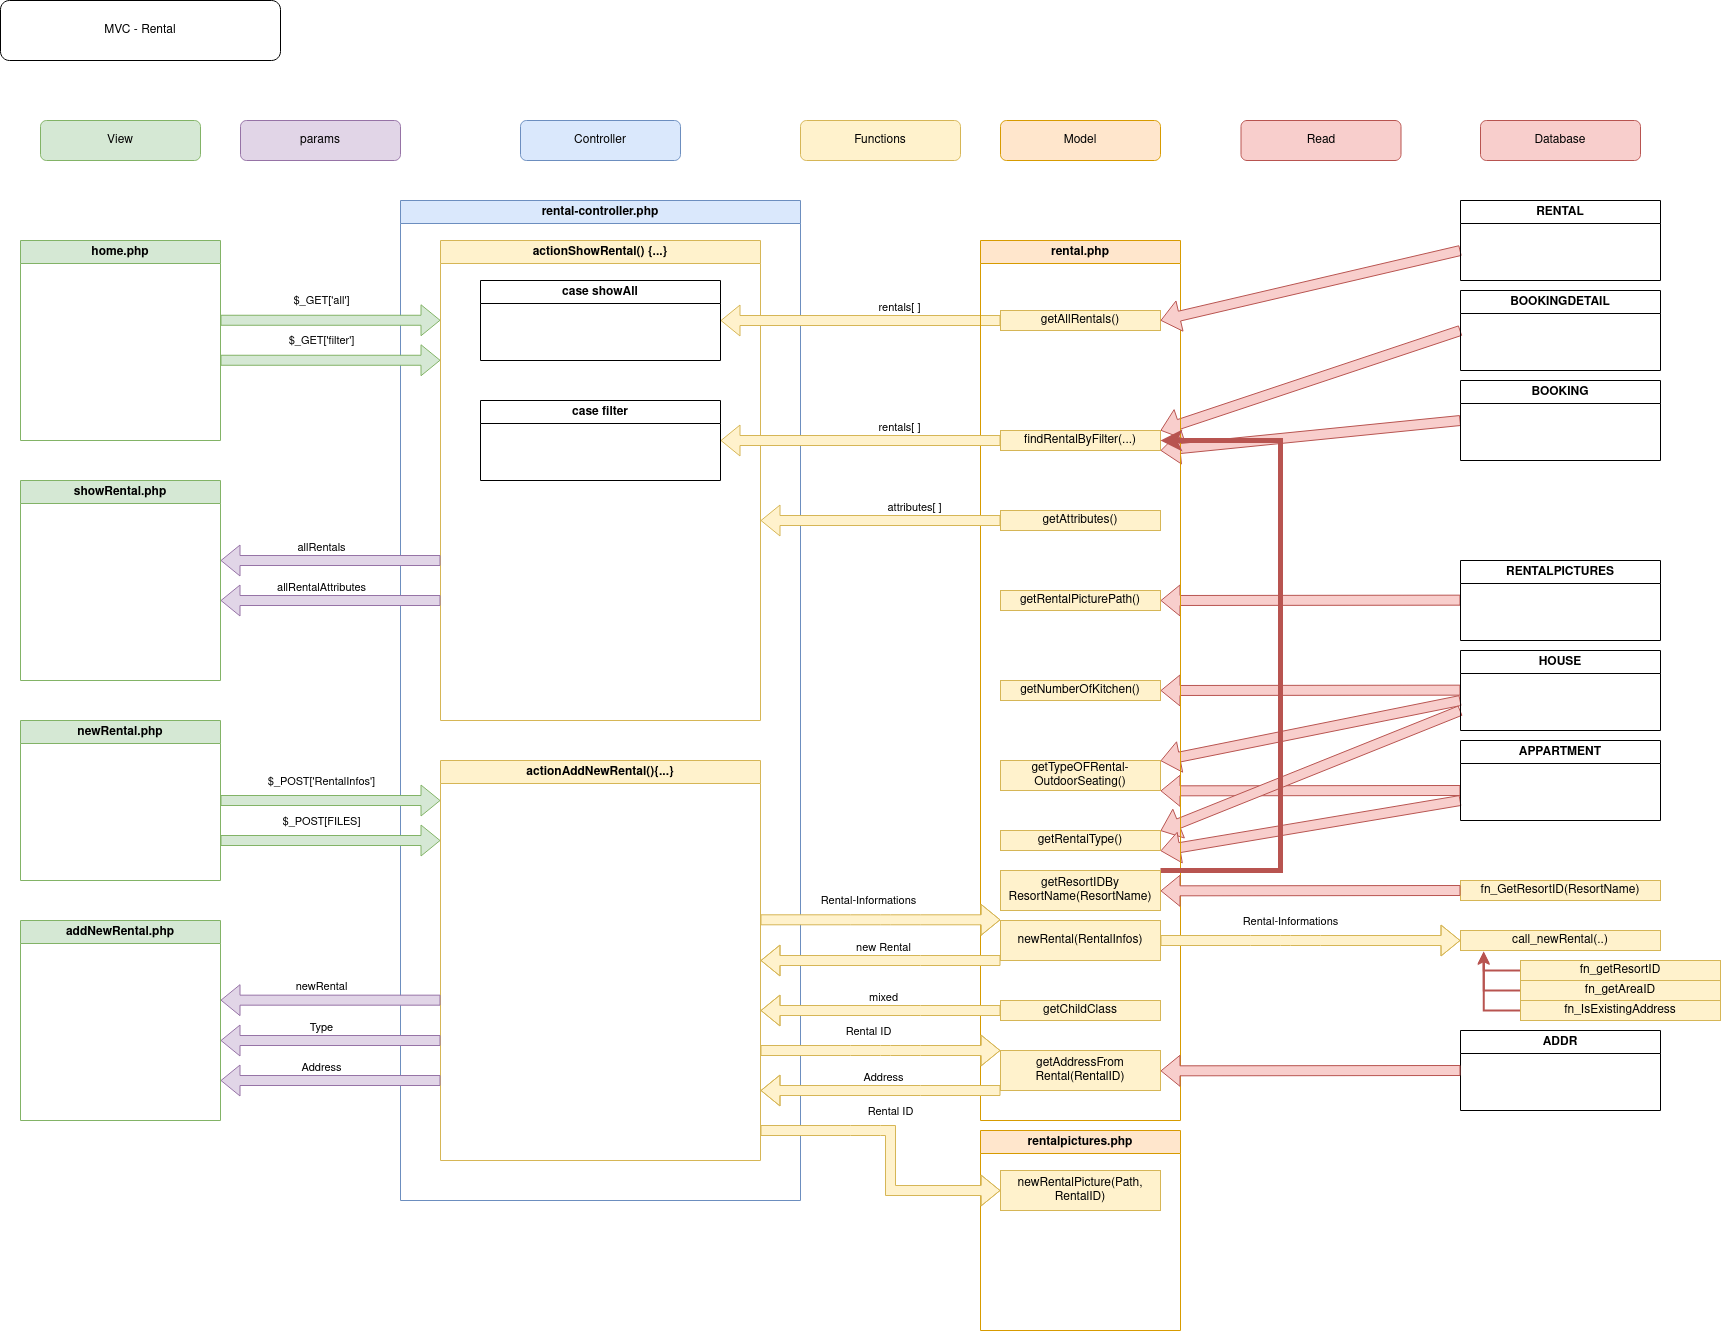 MVC - Rental
View
params
Controller
Functions
Model
Read
Database
rental-controller.php
RENTAL
home.php
actionShowRental() {...}
rental.php
case showAll
$_GET['all']
rentals[ ]
getAllRentals()
BOOKINGDETAIL
$_GET['filter']
BOOKING
case filter
rentals[ ]
findRentalByFilter(...)
showRental.php
attributes[ ]
getAttributes()
allRentals
RENTALPICTURES
allRentalAttributes
getRentalPicturePath()
HOUSE
getNumberOfKitchen()
newRental.php
APPARTMENT
actionAddNewRental(){...}
getTypeOFRental-
OutdoorSeating()
$_POST['RentalInfos']
$_POST[FILES]
getRentalType()
getResortIDBy
ResortName(ResortName)
fn_GetResortID(ResortName)
Rental-Informations
Rental-Informations
addNewRental.php
newRental(RentalInfos)
call_newRental(..)
new Rental
fn_getResortID
newRental
fn_getAreaID
mixed
getChildClass
fn_IsExistingAddress
Type
Rental ID
ADDR
Address
getAddressFrom
Rental(RentalID)
Address
Rental ID
rentalpictures.php
newRentalPicture(Path,
RentalID)